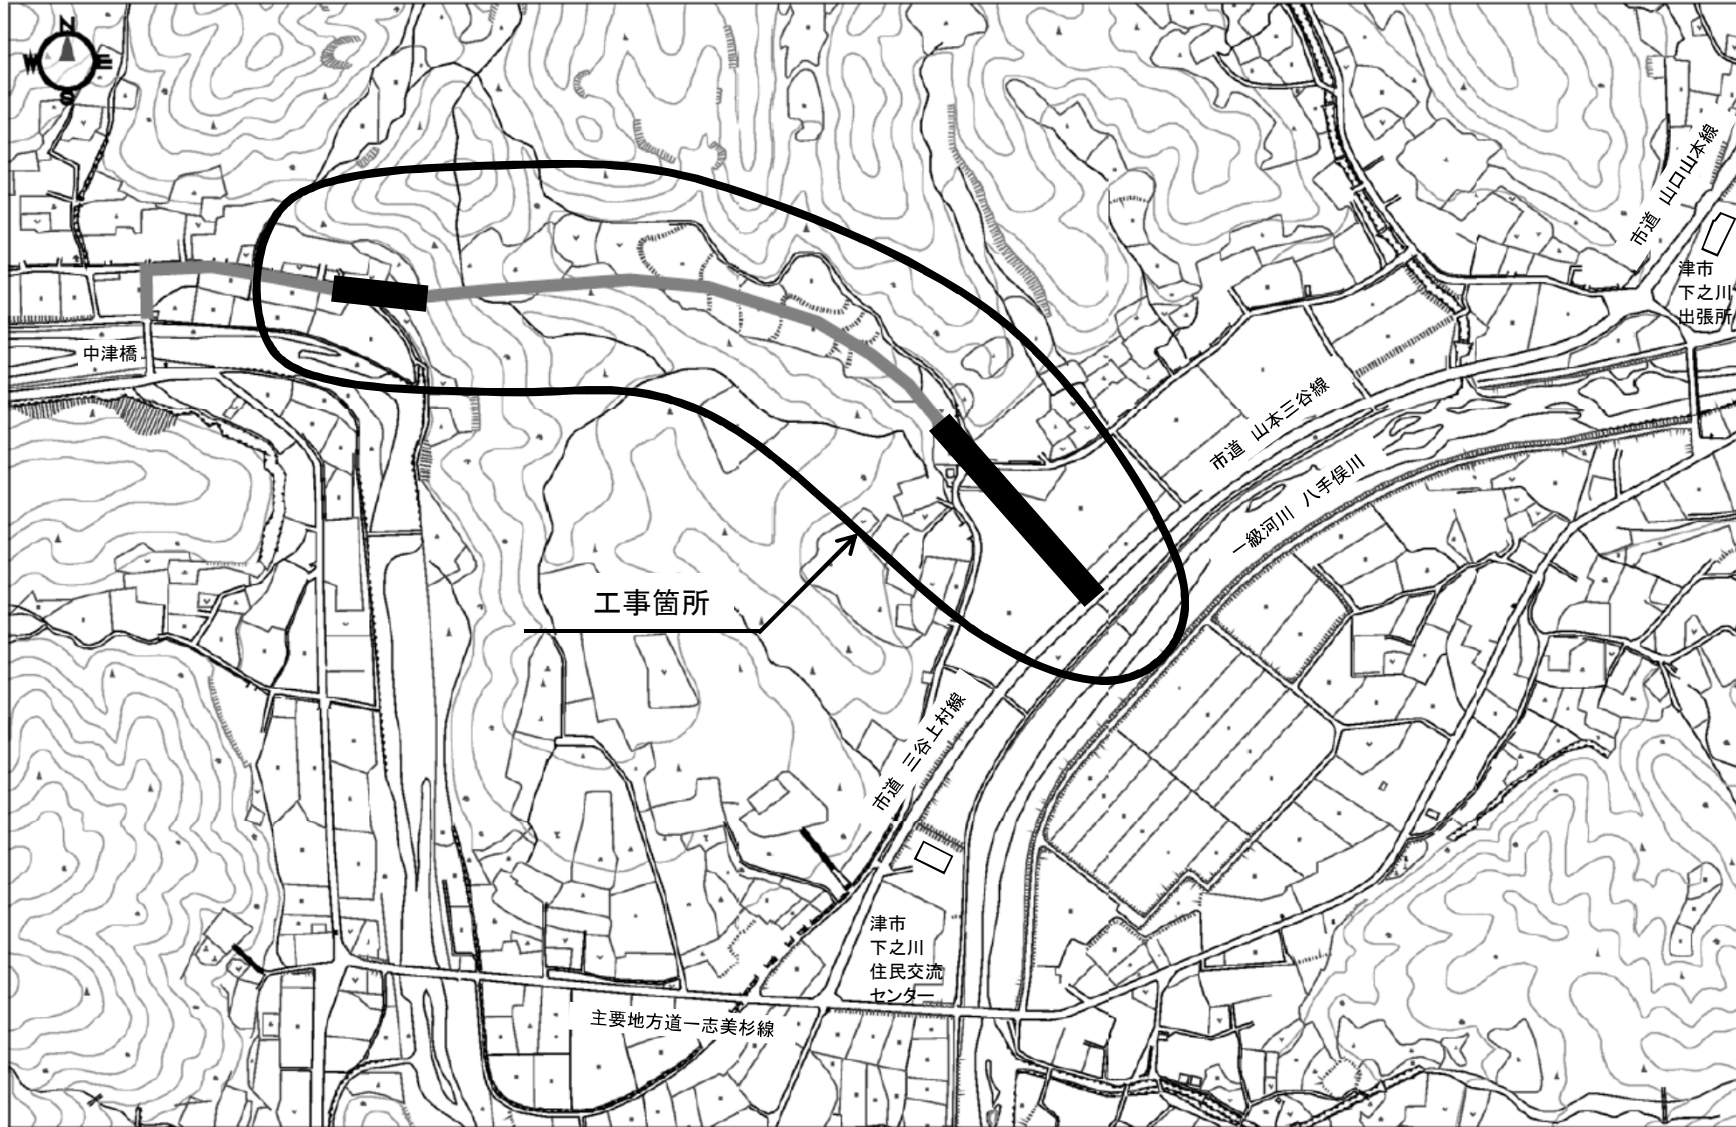 N
W
E
S
市道 山口山本線
津市
下之川
出張所
中津橋
市道 山本三谷線
一級河川 八手俣川
工事箇所
市道 三谷上村線
津市
下之川
住民交流
センター
主要地方道一志美杉線